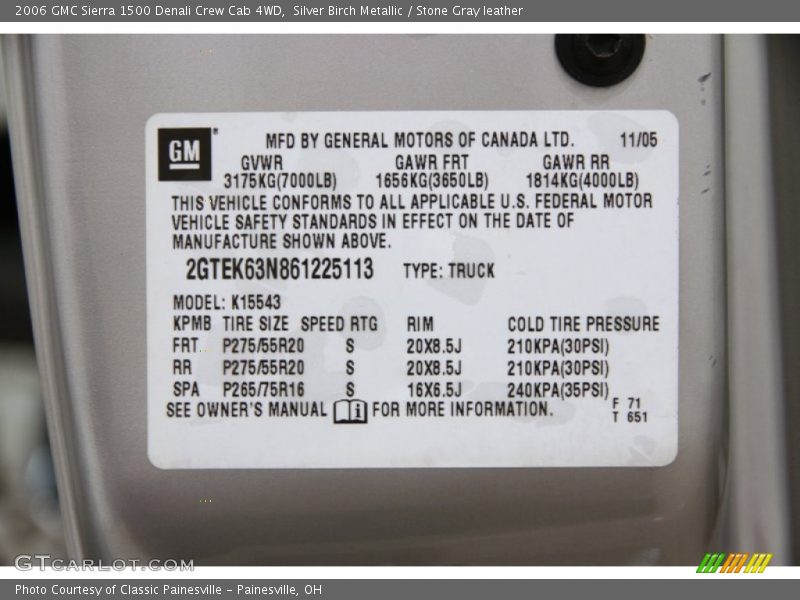 2006 GMC Sierra 1500 Denali Crew Cab 4WD, Silver Birch Metallic / Stone Gray leather
GM
MFD BY GENERAL MOTORS OF CANADA LTD. 11/05
GVWR GAWR FRT GAWR RR
3175KG(7000LB) 1656KG(3650LB) 1814KG(4000LB)
THIS VEHICLE CONFORMS TO ALL APPLICABLE U.S. FEDERAL MOTOR
VEHICLE SAFETY STANDARDS IN EFFECT ON THE DATE OF
MANUFACTURE SHOWN ABOVE.
2GTEK63N861225113 TYPE: TRUCK
MODEL: K15543
KPMB TIRE SIZE SPEED RTG RIM COLD TIRE PRESSURE
FRT P275/55R20 S 20X8.5J 210KPA(30PSI)
RR P275/55R20 S 20X8.5J 210KPA(30PSI)
SPA P265/75R16 S 16X6.5J 240KPA(35PSI)
SEE OWNER'S MANUAL i FOR MORE INFORMATION.
F 71
T 651
GTCARLOT.COM
Photo Courtesy of Classic Painesville - Painesville, OH